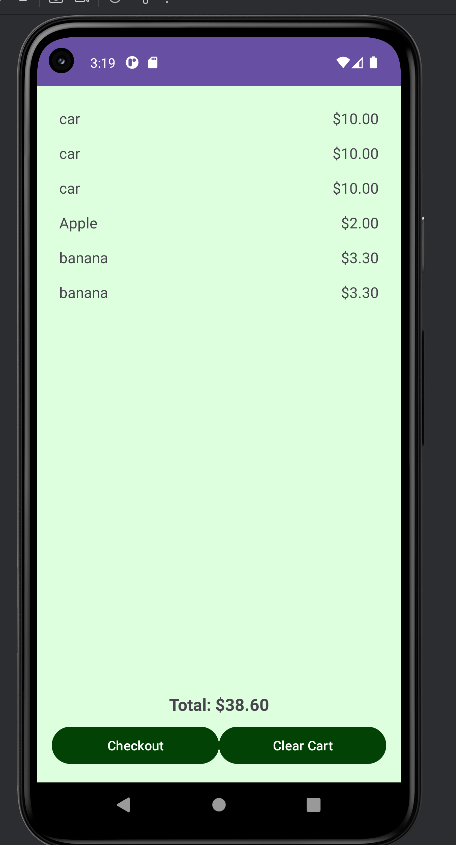 3:19
car $10.00
car $10.00
car $10.00
Apple $2.00
banana $3.30
banana $3.30
Total: $38.60
Checkout Clear Cart